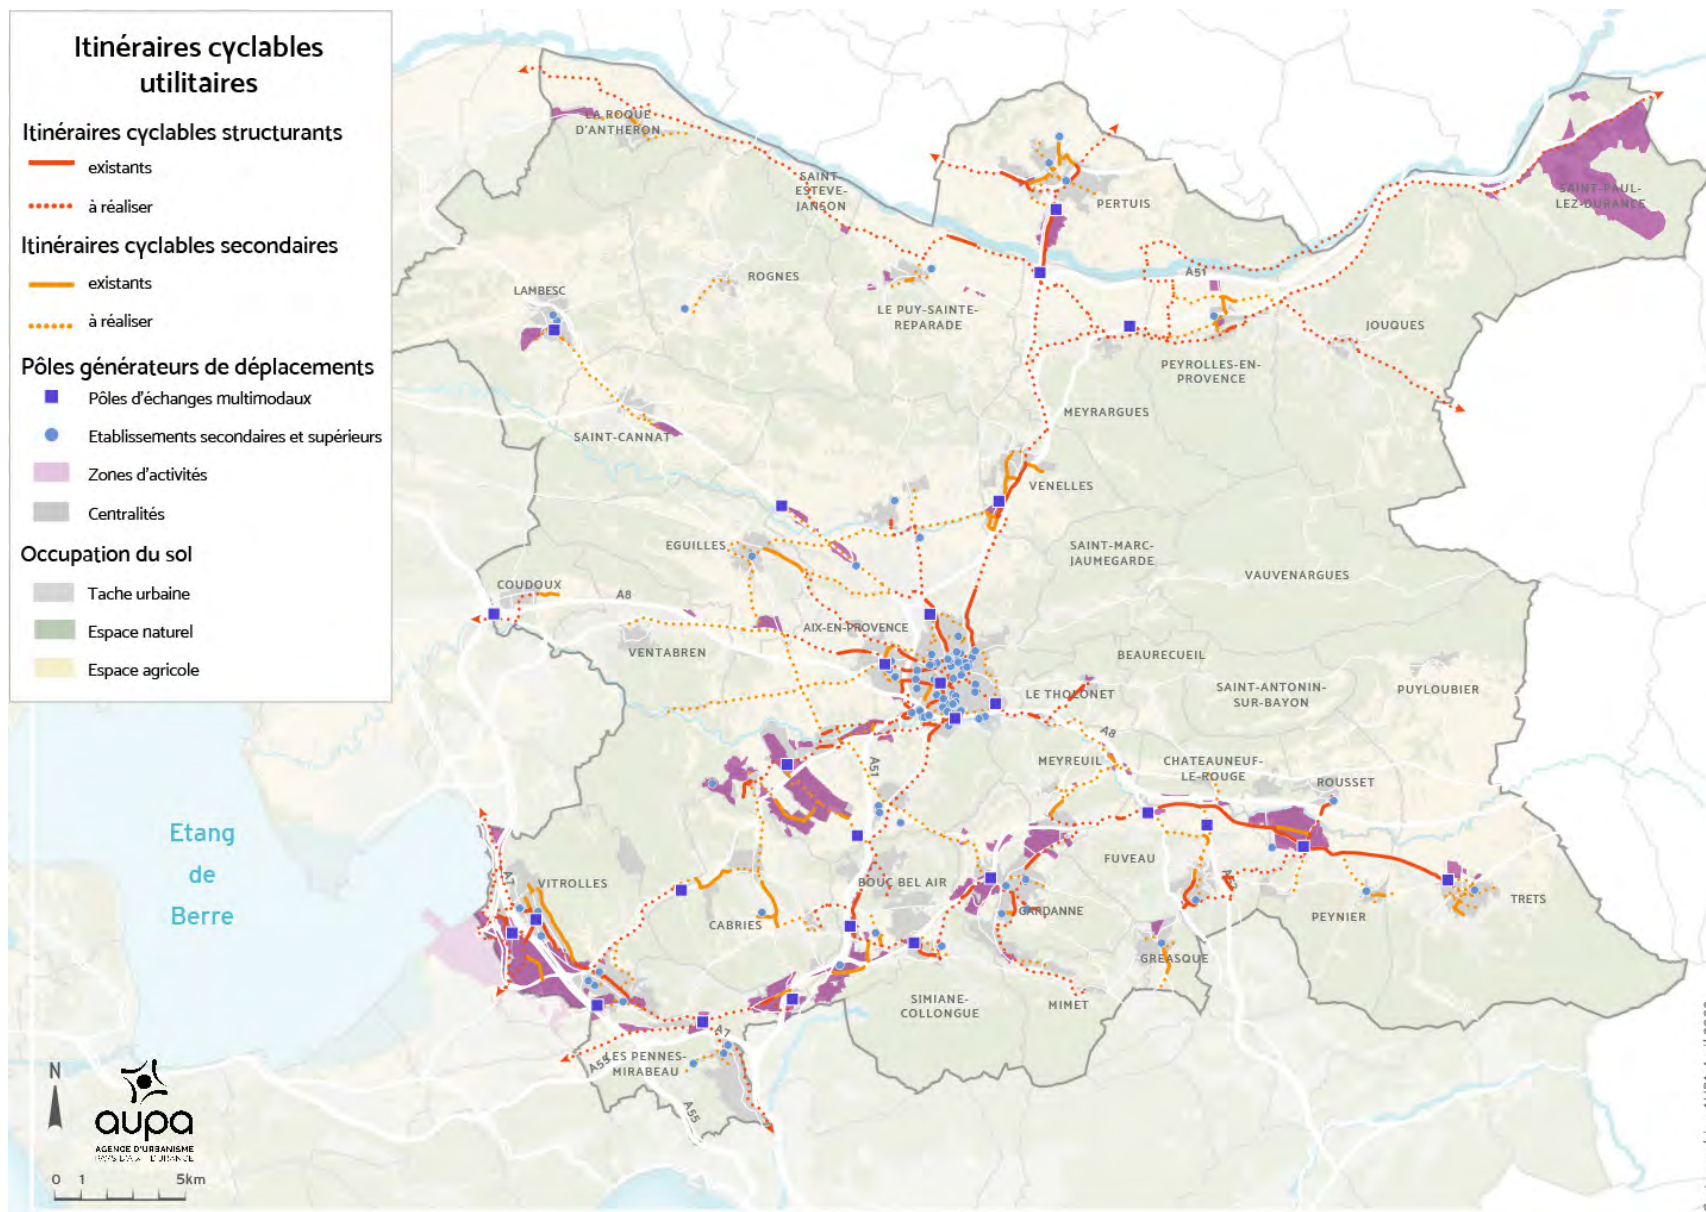 Itinéraires cyclables
utilitaires
Itinéraires cyclables structurants
existants
à réaliser
Itinéraires cyclables secondaires
existants
à réaliser
Pôles générateurs de déplacements
Pôles d'échanges multimodaux
Etablissements secondaires et supérieurs
Zones d'activités
Centralités
Occupation du sol
Tache urbaine
Espace naturel
Espace agricole
LA ROQUE
D'ANTHERON
SAINT-
ESTEVE-
JANSON
PERTUIS
SAINT-PAUL-
LEZ-DURANCE
ROGNES
LAMBESC
A51
LE PUY-SAINTE-
REPARADE
JOUQUES
PEYROLLES-EN-
PROVENCE
MEYRARGUES
SAINT-CANNAT
VENELLES
EGUILLES
SAINT-MARC-
JAUMEGARDE
VAUVENARGUES
COUDOUX
A8
AIX-EN-PROVENCE
VENTABREN
BEAURECUEIL
LE THOLONET
SAINT-ANTONIN-
SUR-BAYON
PUYLOUBIER
A8
A51
MEYREUIL
CHATEAUNEUF-
LE-ROUGE
ROUSSET
Etang
de
Berre
A7
VITROLLES
BOUC BEL AIR
FUVEAU
CABRIES
GARDANNE
PEYNIER
TRETS
GREASQUE
SIMIANE-
COLLONGUE
MIMET
A7
A55
LES PENNES-
MIRABEAU
A55
N
aupa
AGENCE D'URBANISME
PAYS D'AIX - DURANCE
0 1 5km